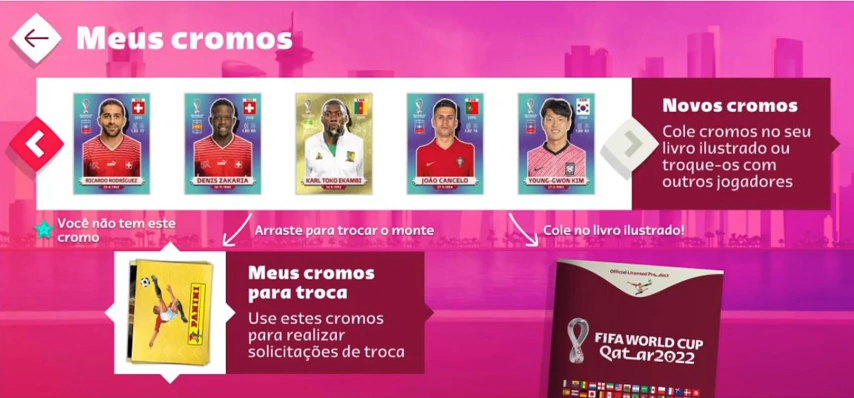 Meus cromos
RICARDO RODRÍGUEZ
DENIS ZAKARIA
KARL TOKO EKAMBI
JOÃO CANCELO
YOUNG-GWON KIM
Novos cromos
Cole cromos no seu
livro ilustrado ou
troque-os com
outros jogadores
Você não tem este
cromo
Arraste para trocar o monte
Cole no livro ilustrado!
PANINI
Meus cromos
para troca
Use estes cromos
para realizar
solicitações de troca
Official Licensed Product
FIFA WORLD CUP
Qatar2022